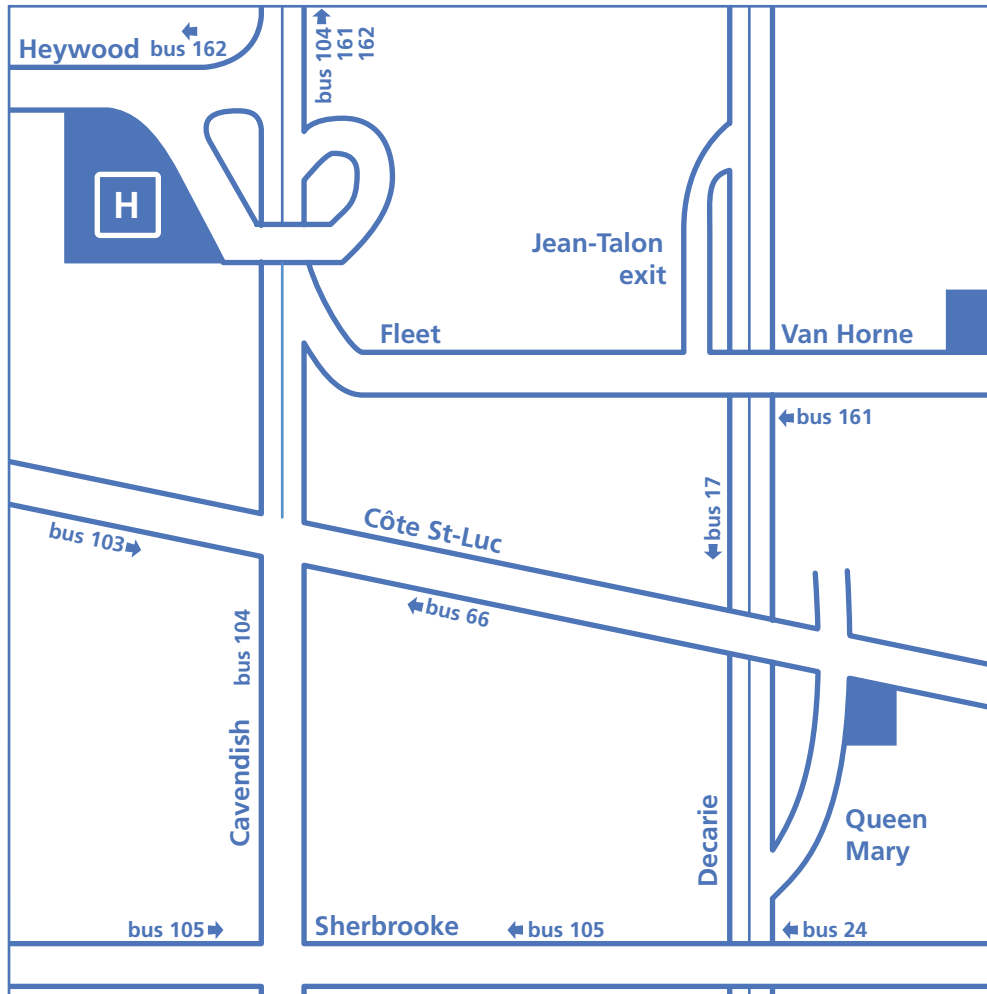 Heywood bus 162
bus 104
161
162
H
Jean-Talon
exit
Fleet
Van Horne
bus 161
bus 17
Côte St-Luc
bus 103
bus 66
bus 104
Cavendish
Decarie
Queen
Mary
bus 105
Sherbrooke
bus 105
bus 24